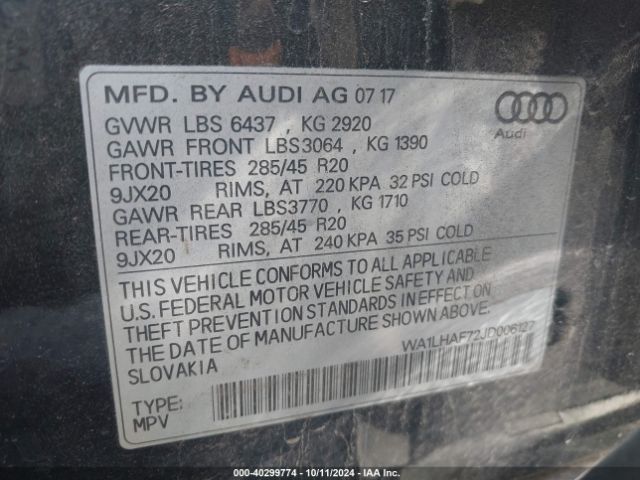 MFD. BY AUDI AG 07 17
Audi
GVWR LBS 6437 , KG 2920
GAWR FRONT LBS3064 , KG 1390
FRONT-TIRES 285/45 R20
9JX20 RIMS, AT 220 KPA 32 PSI COLD
GAWR REAR LBS3770 , KG 1710
REAR-TIRES 285/45 R20
9JX20 RIMS, AT 240 KPA 35 PSI COLD
THIS VEHICLE CONFORMS TO ALL APPLICABLE
U.S. FEDERAL MOTOR VEHICLE SAFETY AND
THEFT PREVENTION STANDARDS IN EFFECT ON
THE DATE OF MANUFACTURE SHOWN ABOVE.
SLOVAKIA
WA1LHAF72JD006127
TYPE:
MPV
000-40299774 - 10/11/2024 - IAA Inc.